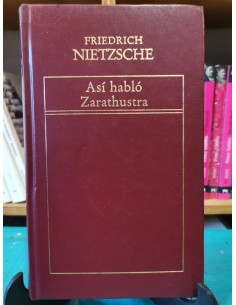 FRIEDRICH
NIETZSCHE
Así habló
Zarathustra